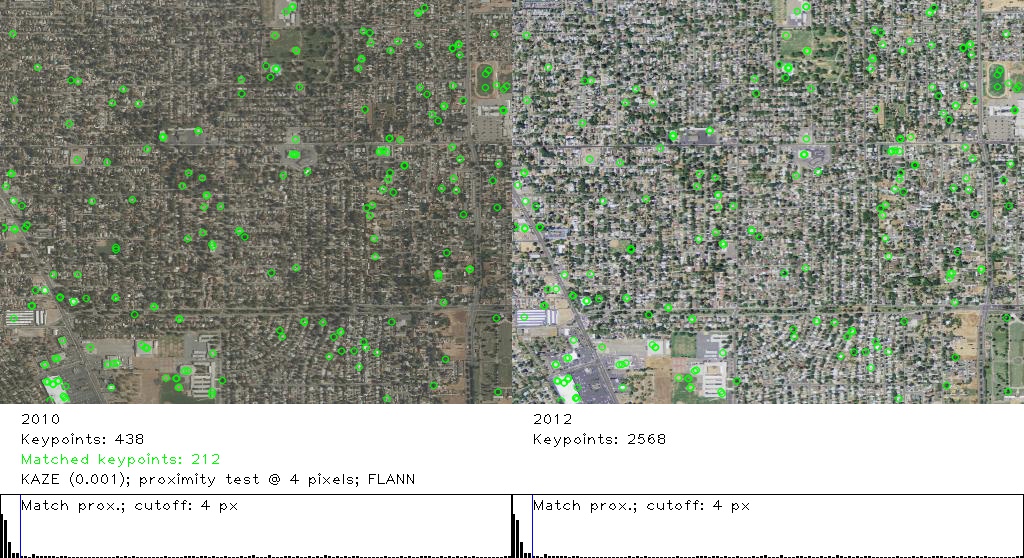 2010
Keypoints: 438
Matched keypoints: 212
KAZE (0.001); proximity test @ 4 pixels; FLANN
2012
Keypoints: 2568
Match prox.; cutoff: 4 px
Match prox.; cutoff: 4 px